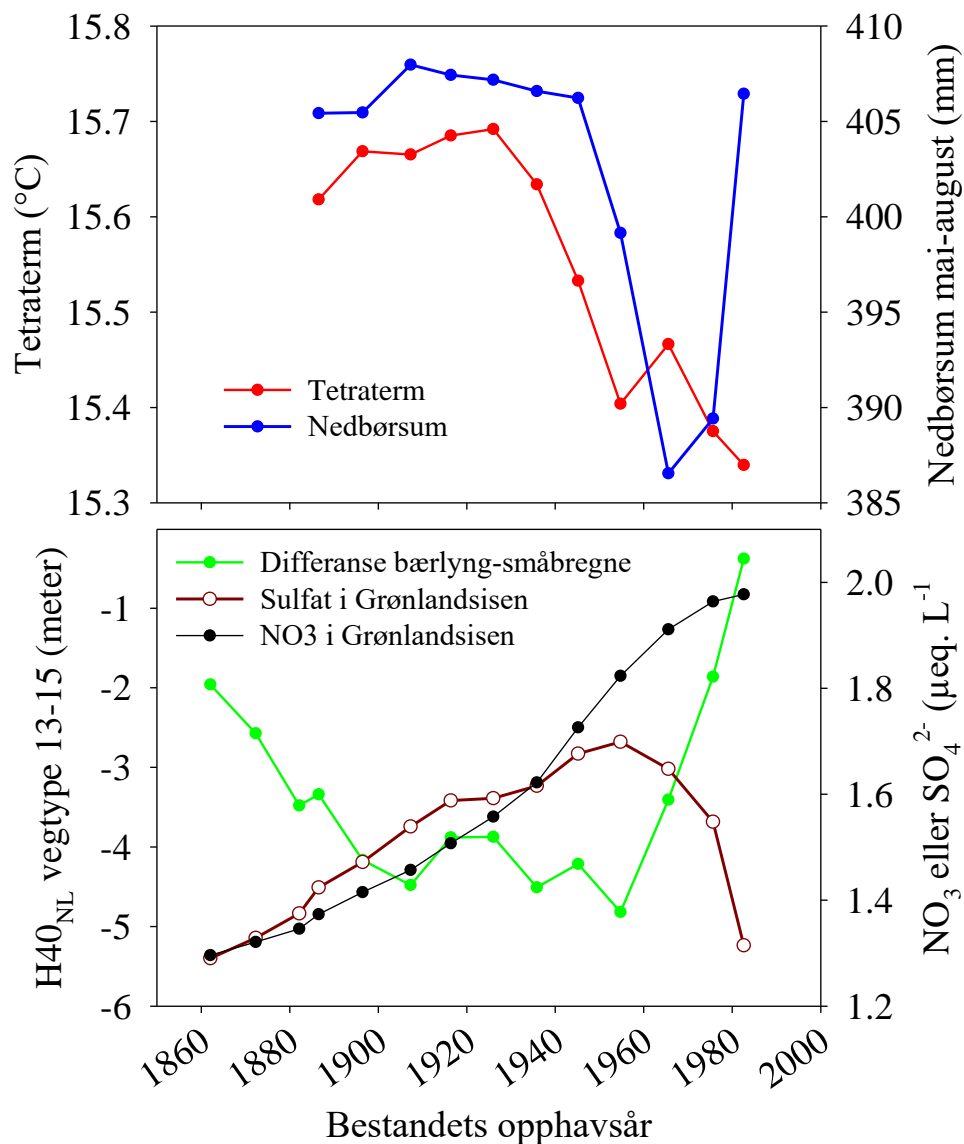 15.8
15.7
15.6
15.5
15.4
15.3
Tetraterm (°C)
410
405
400
395
390
385
Nedbørsum mai-august (mm)
Tetraterm
Nedbørsum
-1
-2
-3
-4
-5
-6
H40NL vegtype 13-15 (meter)
Differanse bærlyng-småbregne
Sulfat i Grønlandsisen
NO3 i Grønlandsisen
2.0
1.8
1.6
1.4
1.2
NO3 eller SO4^2- (µeq. L^-1
1860 1880 1900 1920 1940 1960 1980 2000
Bestandets opphavsår